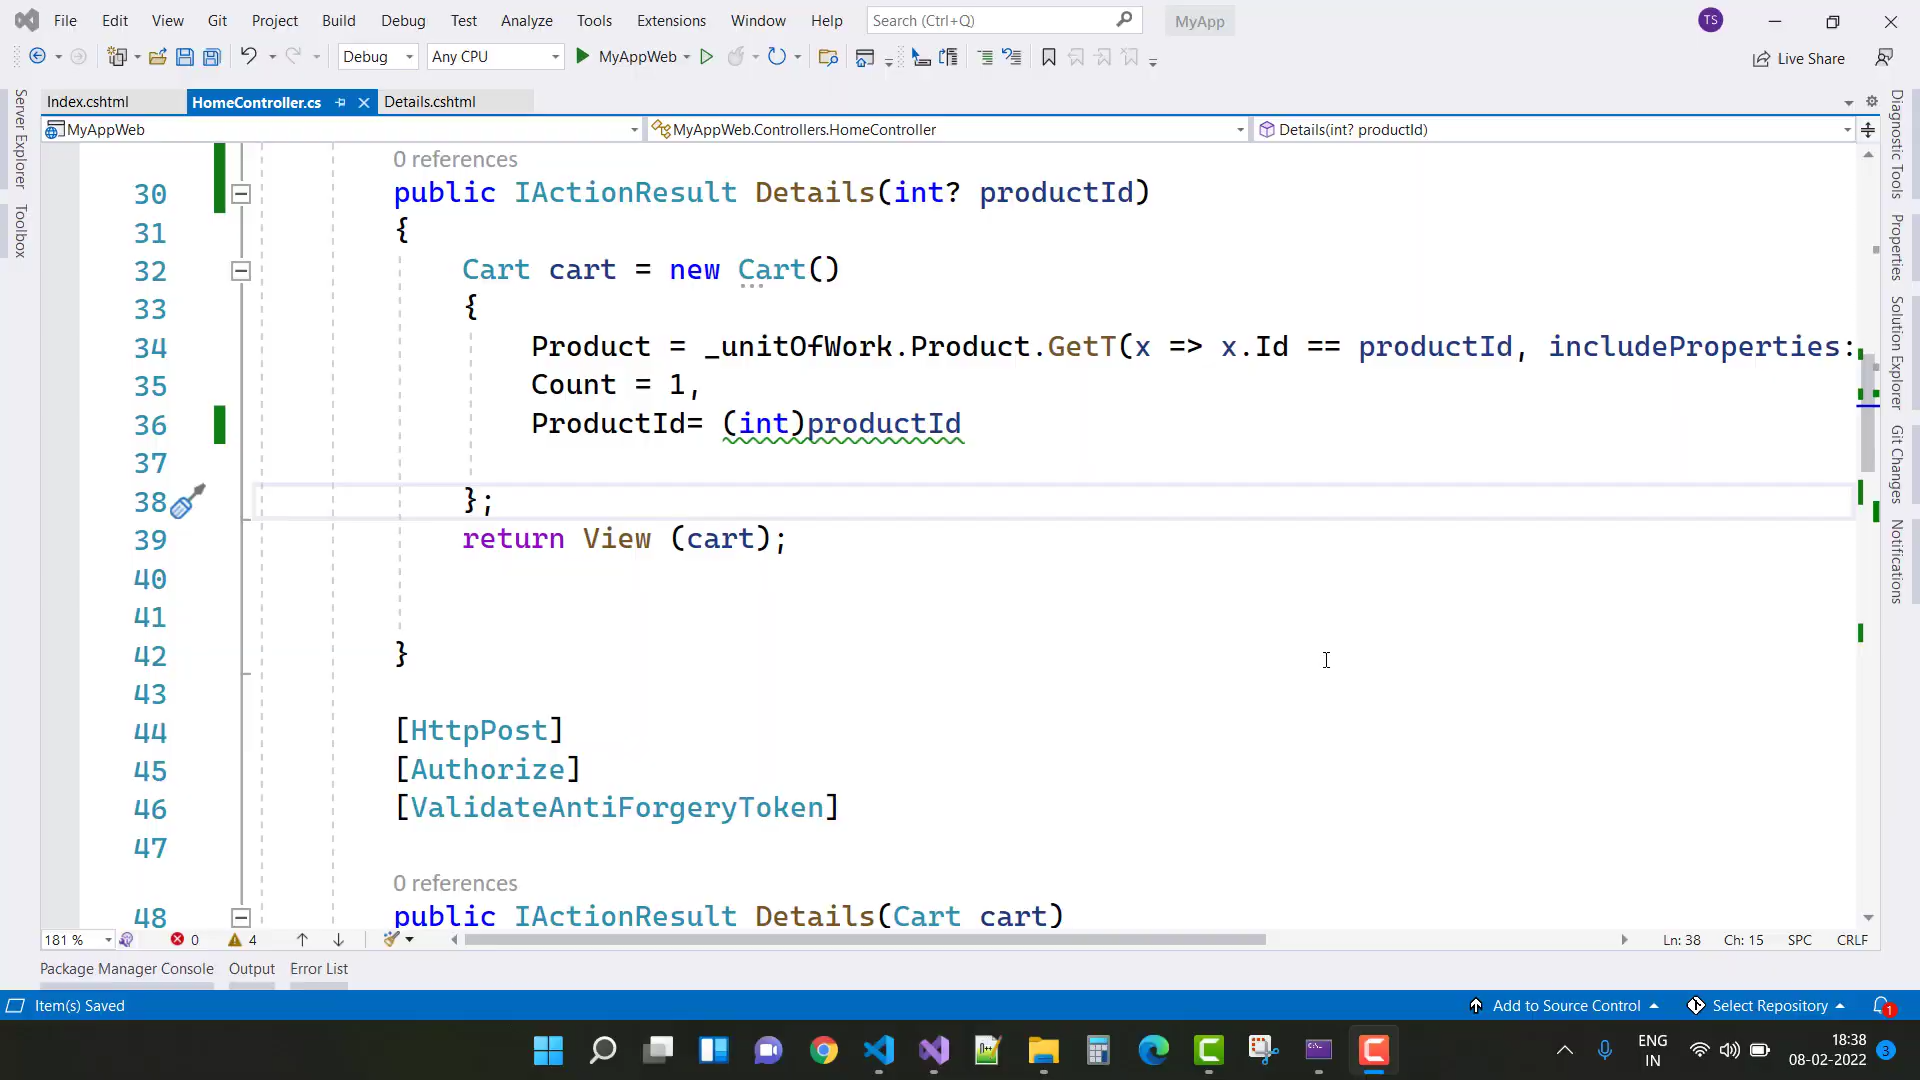 File Edit View Git Project Build Debug Test Analyze Tools Extensions Window Help Search (Ctrl+Q) MyApp TS
Debug Any CPU MyAppWeb Live Share
Index.cshtml HomeController.cs Details.cshtml
MyAppWeb MyAppWeb.Controllers.HomeController Details(int? productId)
Server Explorer
Toolbox
Diagnostic Tools
Properties
Solution Explorer
Git Changes
Notifications
0 references
30 public IActionResult Details(int? productId)
31 {
32 Cart cart = new Cart()
33 {
34 Product = _unitOfWork.Product.GetT(x => x.Id == productId, includeProperties:
35 Count = 1,
36 ProductId= (int)productId
37
38 };
39 return View (cart);
40
41
42 }
43
44 [HttpPost]
45 [Authorize]
46 [ValidateAntiForgeryToken]
47
0 references
48 public IActionResult Details(Cart cart)
181 % 0 4 Ln: 38 Ch: 15 SPC CRLF
Package Manager Console Output Error List
Item(s) Saved Add to Source Control Select Repository 1
ENG IN 18:38 08-02-2022 3